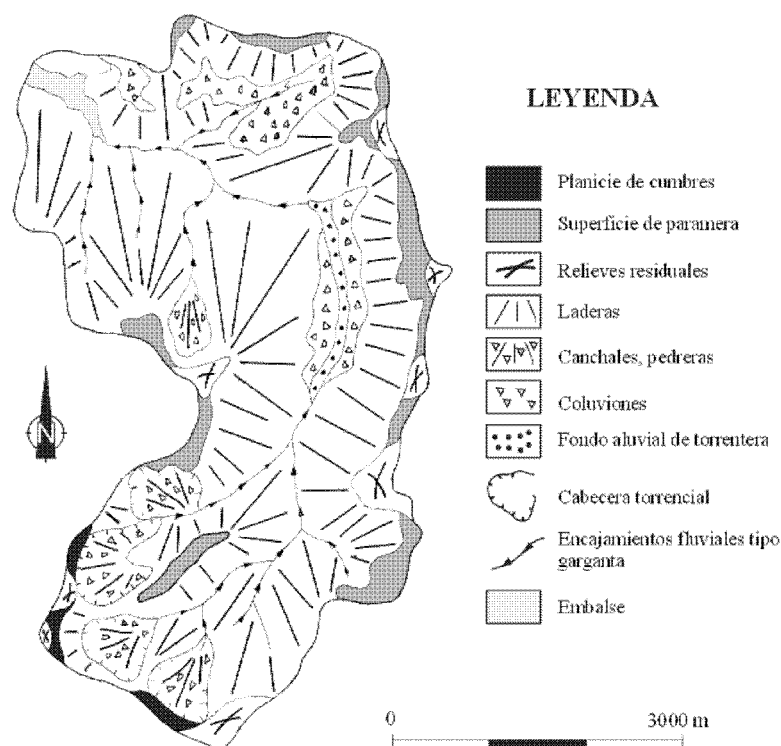 LEYENDA
Planicie de cumbres
Superficie de paramera
Relieves residuales
Laderas
Canchales, pedreras
Coluviones
Fondo aluvial de torrentera
Cabecera torrencial
Encajamientos fluviales tipo
garganta
Embalse
N
0 3000 m